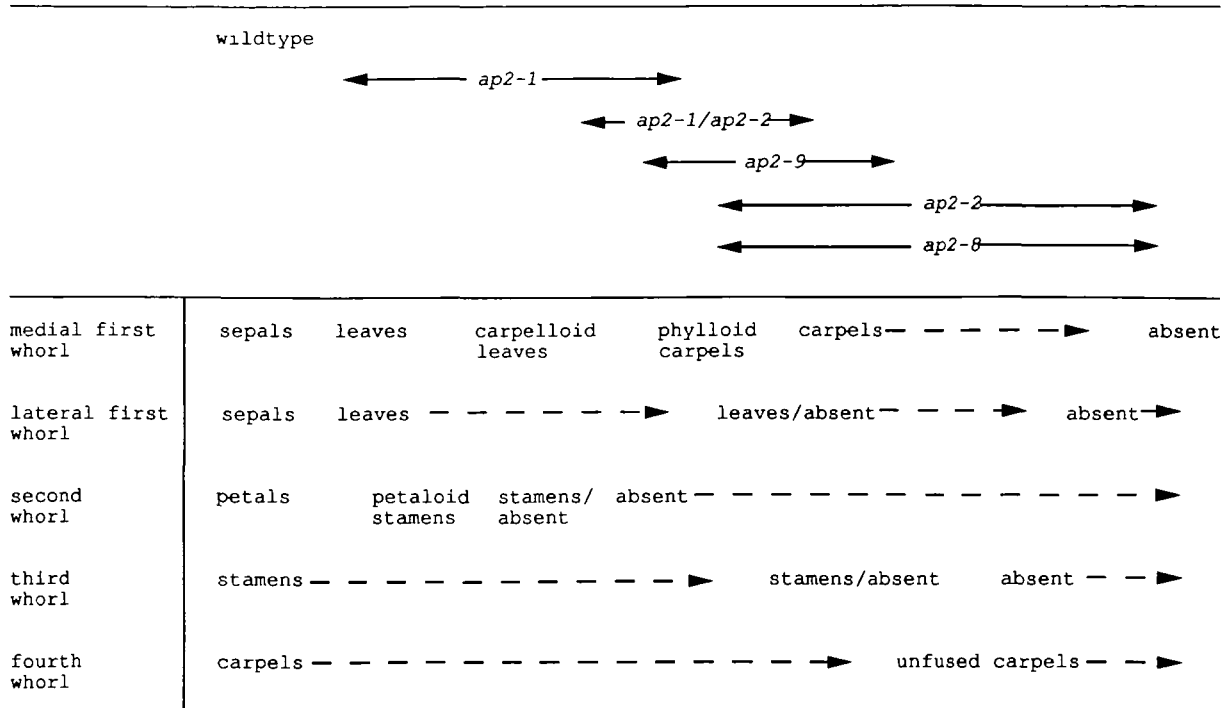 wildtype
ap2-1
ap2-1/ap2-2
ap2-9
ap2-2
ap2-8
medial first whorl sepals leaves carpelloid leaves phylloid carpels carpels absent
lateral first whorl sepals leaves leaves/absent absent
second whorl petals petaloid stamens stamens/ absent absent
third whorl stamens stamens/absent absent
fourth whorl carpels unfused carpels